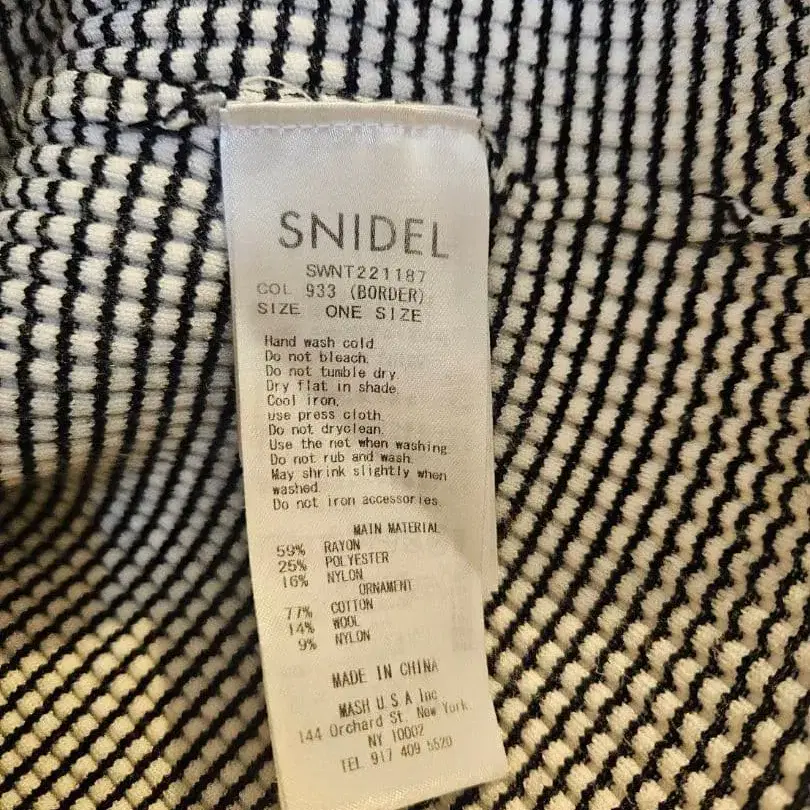 SNIDEL
SWNT221187
COL 933 (BORDER)
SIZE ONE SIZE
Hand wash cold.
Do not bleach.
Do not tumble dry.
Dry flat in shade.
Cool iron.
use press cloth.
Do not dryclean.
Use the net when washing.
Do not rub and wash.
May shrink slightly when
washed.
Do not iron accessories.
MAIN MATERIAL
59% RAYON
25% POLYESTER
16% NYLON
ORNAMENT
77% COTTON
14% WOOL
9% NYLON
MADE IN CHINA
MASH U.S.A Inc
144 Orchard St. New York.
NY 10002
TEL 917 409 5520